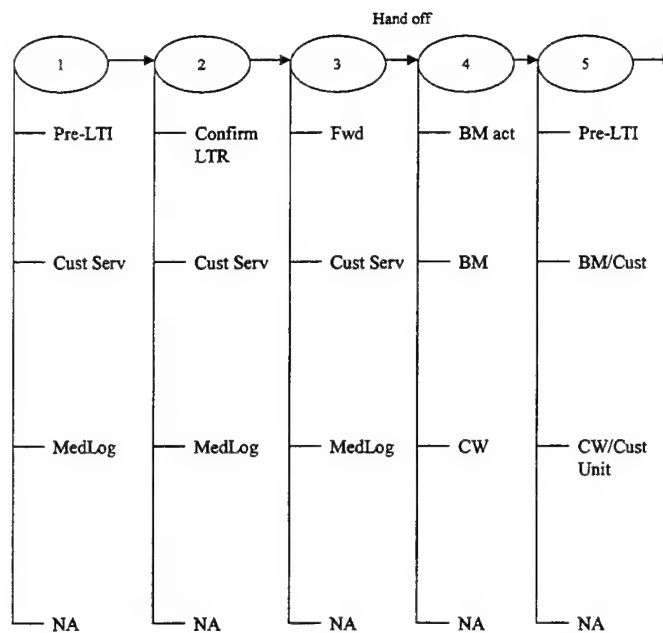 Hand off
1 2 3 4 5
Pre-LTI Confirm Fwd BM act Pre-LTI
LTR
Cust Serv Cust Serv Cust Serv BM BM/Cust
MedLog MedLog MedLog CW CW/Cust
Unit
NA NA NA NA NA